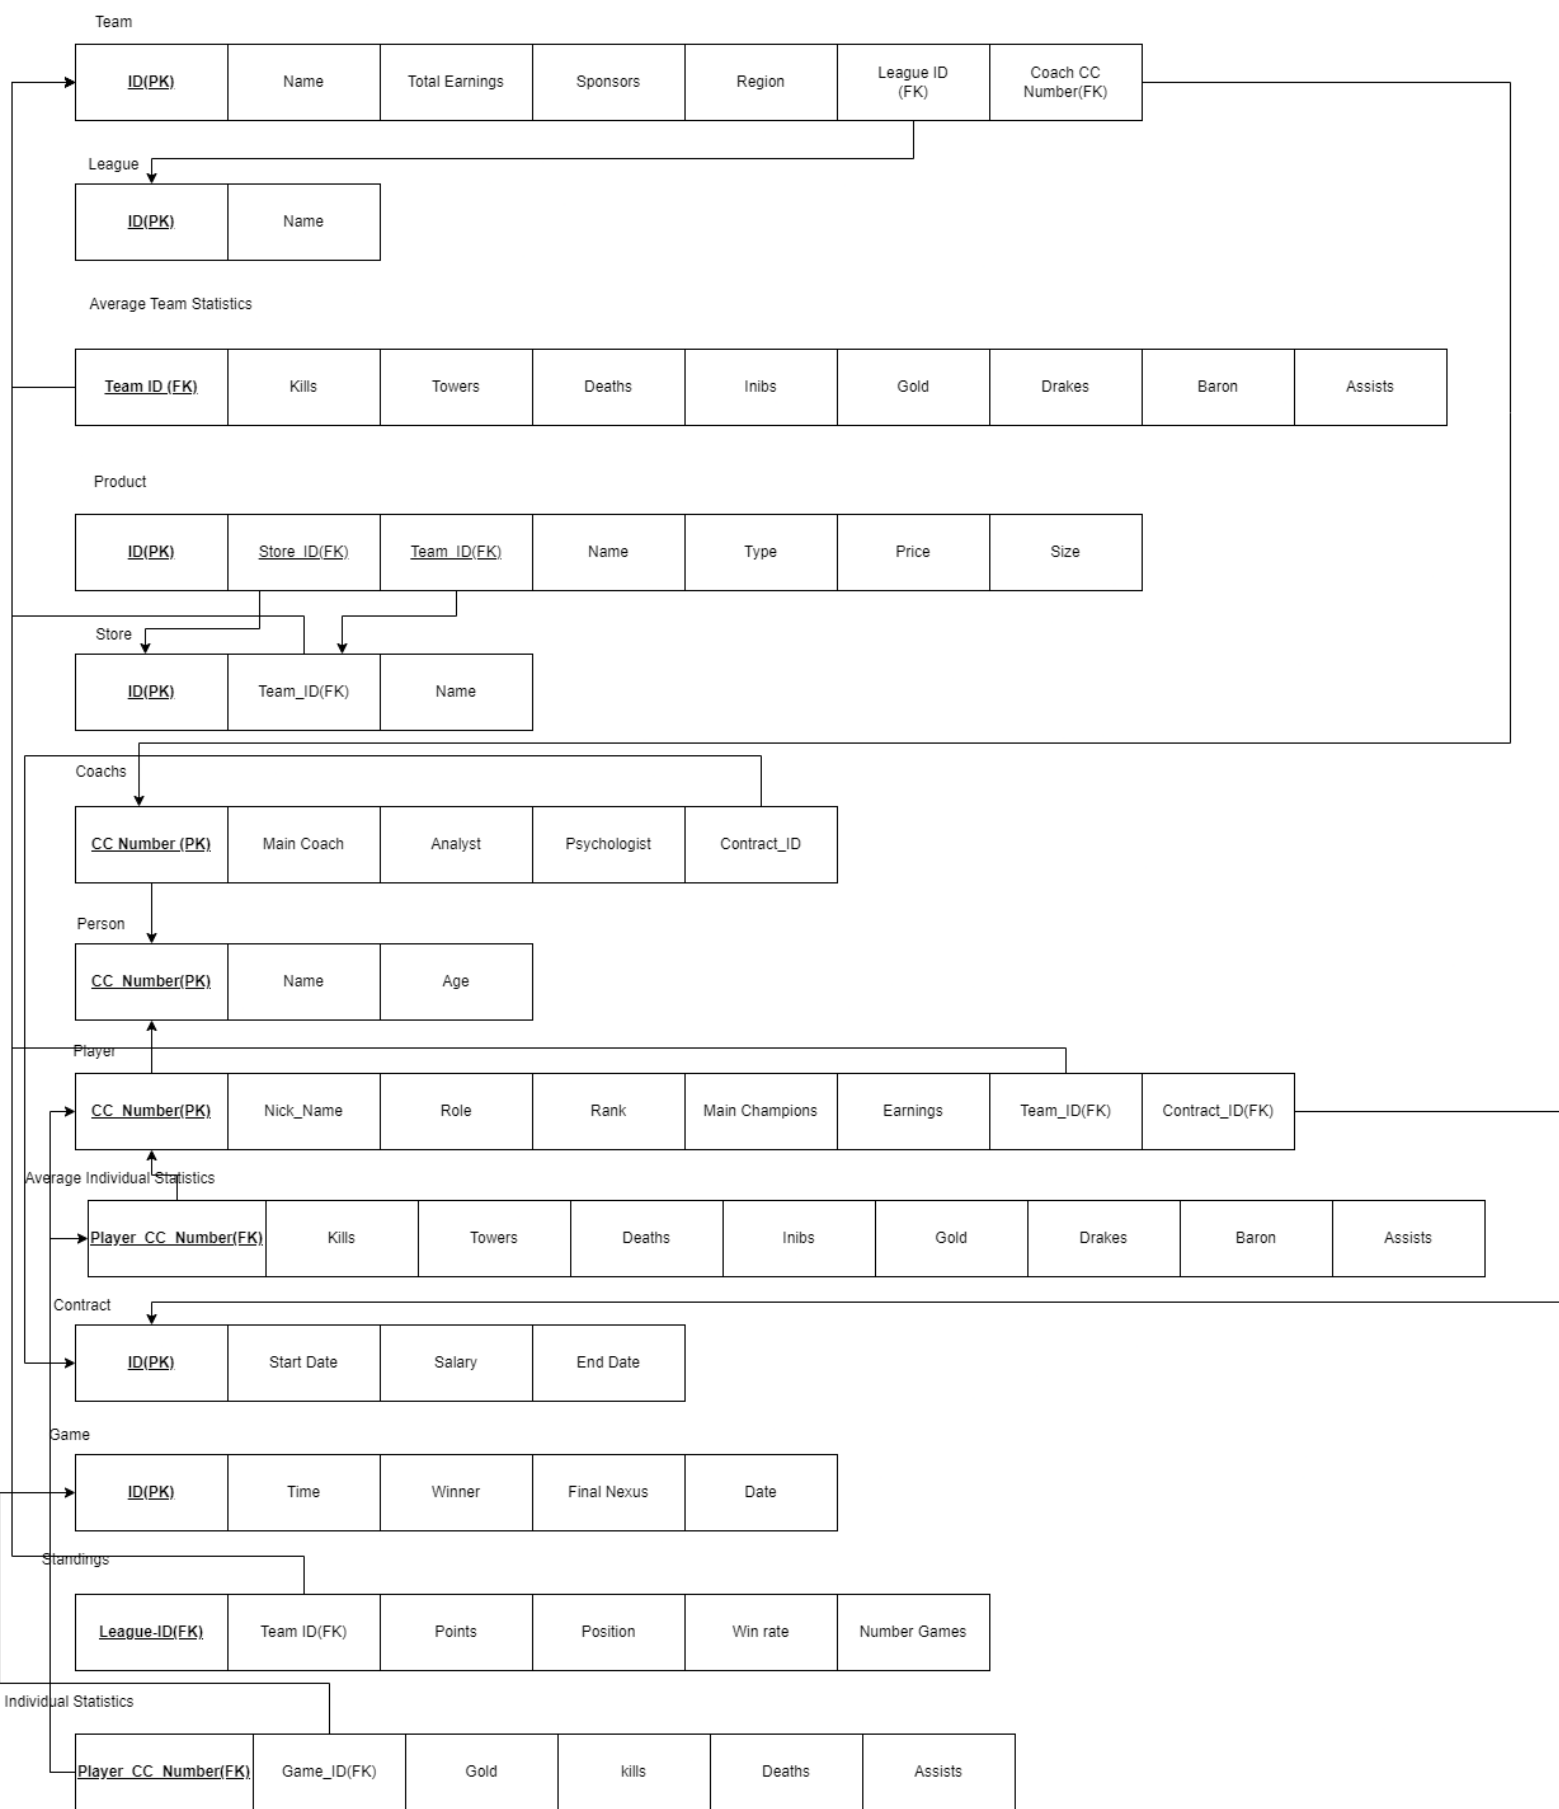 Team
ID(PK)
Name
Total Earnings
Sponsors
Region
League ID
(FK)
Coach CC
Number(FK)
League
ID(PK)
Name
Average Team Statistics
Team ID (FK)
Kills
Towers
Deaths
Inibs
Gold
Drakes
Baron
Assists
Product
ID(PK)
Store_ID(FK)
Team_ID(FK)
Name
Type
Price
Size
Store
ID(PK)
Team_ID(FK)
Name
Coachs
CC Number (PK)
Main Coach
Analyst
Psychologist
Contract_ID
Person
CC_Number(PK)
Name
Age
Player
CC_Number(PK)
Nick_Name
Role
Rank
Main Champions
Earnings
Team_ID(FK)
Contract_ID(FK)
Average Individual Statistics
Player_CC_Number(FK)
Kills
Towers
Deaths
Inibs
Gold
Drakes
Baron
Assists
Contract
ID(PK)
Start Date
Salary
End Date
Game
ID(PK)
Time
Winner
Final Nexus
Date
Standings
League-ID(FK)
Team ID(FK)
Points
Position
Win rate
Number Games
Individual Statistics
Player_CC_Number(FK)
Game_ID(FK)
Gold
kills
Deaths
Assists